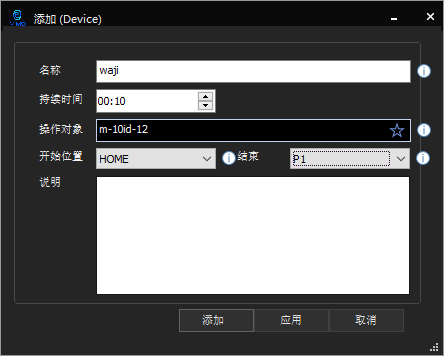 添加 (Device)
名称 waji
持续时间 00:10
操作对象 m-10id-12
开始位置 HOME 结束 P1
说明
添加 应用 取消